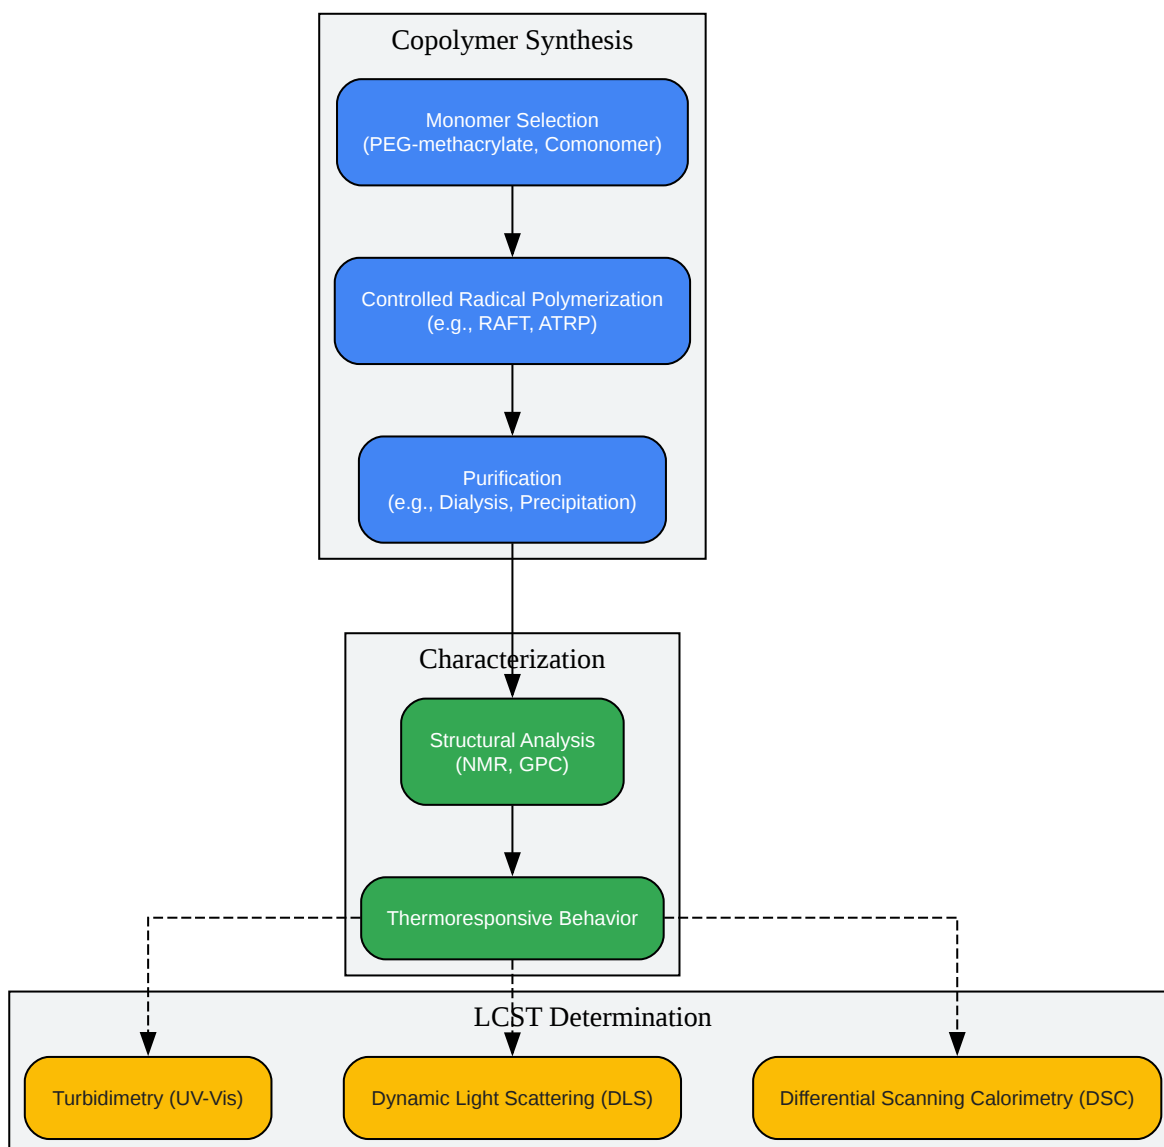 Copolymer Synthesis
Monomer Selection
(PEG-methacrylate, Comonomer)
Controlled Radical Polymerization
(e.g., RAFT, ATRP)
Purification
(e.g., Dialysis, Precipitation)
Characterization
Structural Analysis
(NMR, GPC)
Thermoresponsive Behavior
LCST Determination
Turbidimetry (UV-Vis)
Dynamic Light Scattering (DLS)
Differential Scanning Calorimetry (DSC)